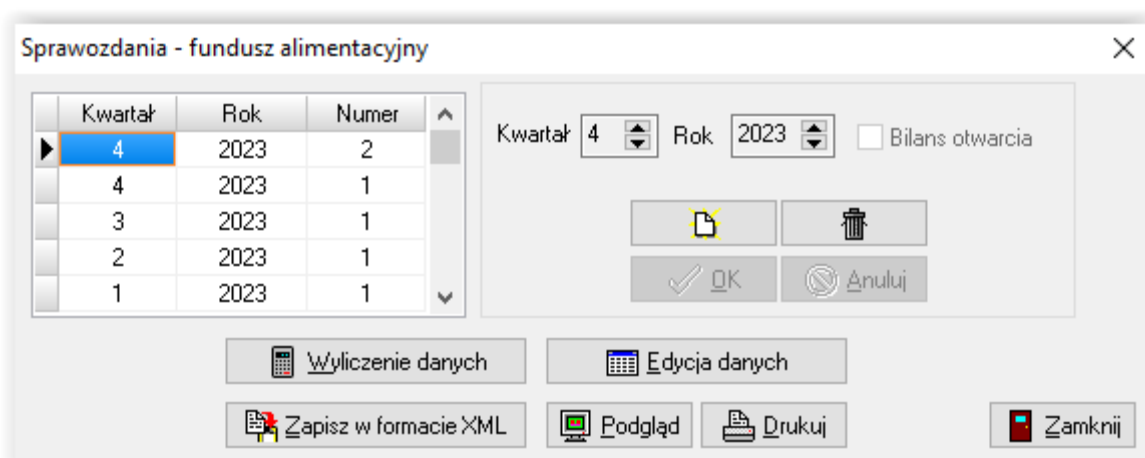 Sprawozdania - fundusz alimentacyjny
Kwartał Rok Numer
4 2023 2
4 2023 1
3 2023 1
2 2023 1
1 2023 1
Kwartał 4 Rok 2023 Bilans otwarcia
OK Anuluj
Wyliczenie danych Edycja danych
Zapisz w formacie XML Podgląd Drukuj Zamknij